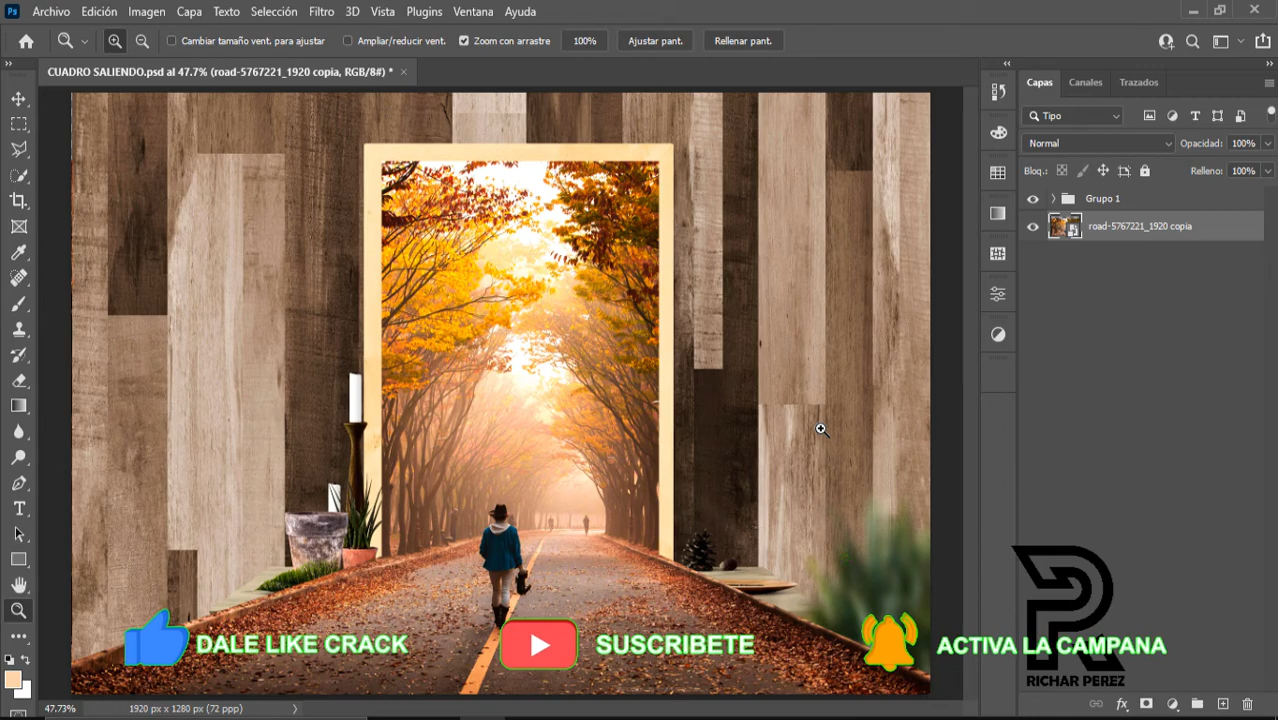 Ps Archivo Edición Imagen Capa Texto Selección Filtro 3D Vista Plugins Ventana Ayuda
Cambiar tamaño vent. para ajustar Ampliar/reducir vent. Zoom con arrastre 100% Ajustar pant. Rellenar pant.
CUADRO SALIENDO.psd al 47.7% (road-5767221_1920 copia, RGB/8#) *
Capas Canales Trazados
Tipo
Normal Opacidad: 100%
Bloq.: Relleno: 100%
Grupo 1
road-5767221_1920 copia
DALE LIKE CRACK SUSCRIBETE ACTIVA LA CAMPANA
RICHAR PEREZ
47.73% 1920 px x 1280 px (72 ppp)